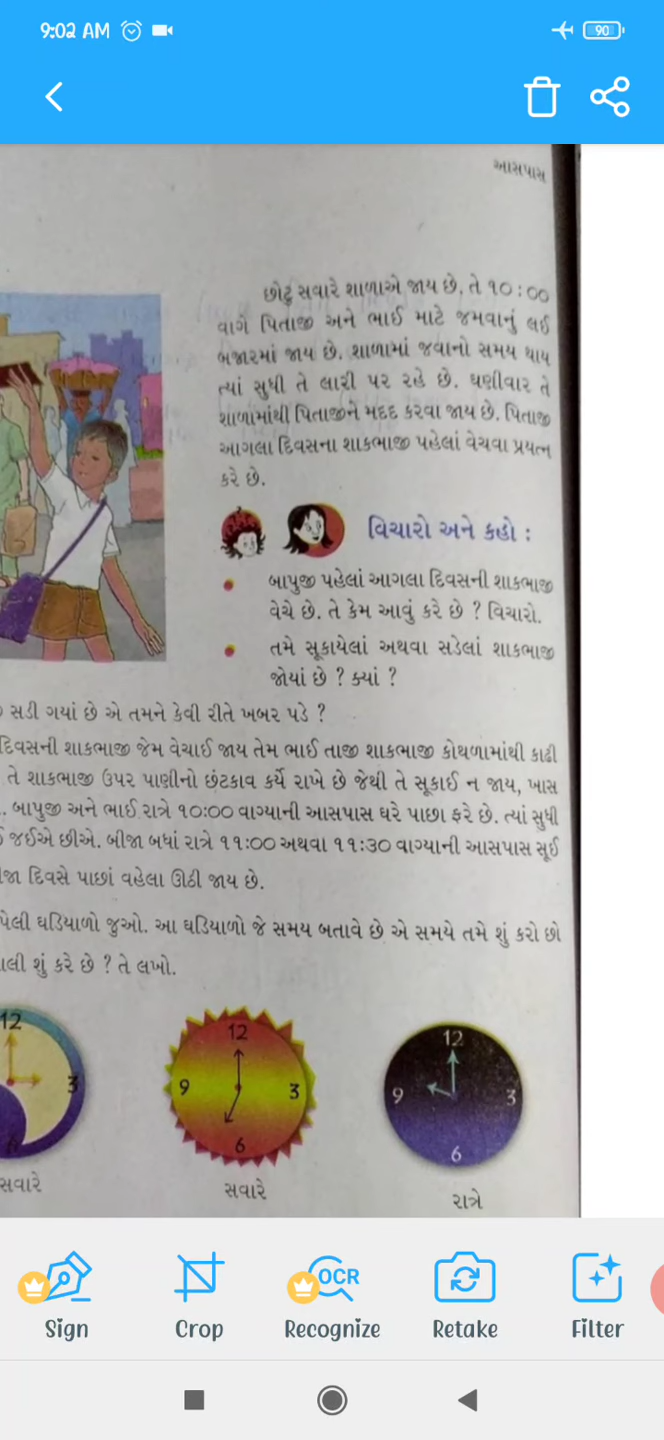 9:02 AM
90
આસપાસ
છોટુ સવારે શાળાએ જાય છે. તે ૧૦:૦૦
વાગે પિતાજી અને ભાઈ માટે જમવાનું લઈ
બજારમાં જાય છે. શાળામાં જવાનો સમય થાય
ત્યાં સુધી તે લારી પર રહે છે. ઘણીવાર તે
શાળામાંથી પિતાજીને મદદ કરવા જાય છે. પિતાજી
આગલા દિવસના શાકભાજી પહેલાં વેચવા પ્રયત્ન
કરે છે.
વિચારો અને કહો :
• બાપુજી પહેલાં આગલા દિવસની શાકભાજી
વેચે છે. તે કેમ આવું કરે છે ? વિચારો.
• તમે સૂકાયેલાં અથવા સડેલાં શાકભાજી
જોયાં છે ? ક્યાં ?
સડી ગયાં છે એ તમને કેવી રીતે ખબર પડે ?
દિવસની શાકભાજી જેમ વેચાઈ જાય તેમ ભાઈ તાજી શાકભાજી કોથળામાંથી કાઢી
તે શાકભાજી ઉપર પાણીનો છંટકાવ કર્યે રાખે છે જેથી તે સૂકાઈ ન જાય, ખાસ
. બાપુજી અને ભાઈ રાત્રે ૧૦:૦૦ વાગ્યાની આસપાસ ઘરે પાછા ફરે છે. ત્યાં સુધી
જઈએ છીએ. બીજા બધાં રાત્રે ૧૧:૦૦ અથવા ૧૧:૩૦ વાગ્યાની આસપાસ સૂઈ
દિવસે પાછાં વહેલા ઊઠી જાય છે.
ઘડિયાળો જુઓ. આ ઘડિયાળો જે સમય બતાવે છે એ સમયે તમે શું કરો છો
શું કરે છે ? તે લખો.
12
3
6
12
9
3
6
12
9
3
6
સવારે
સવારે
રાત્રે
Sign
Crop
OCR
Recognize
Retake
Filter